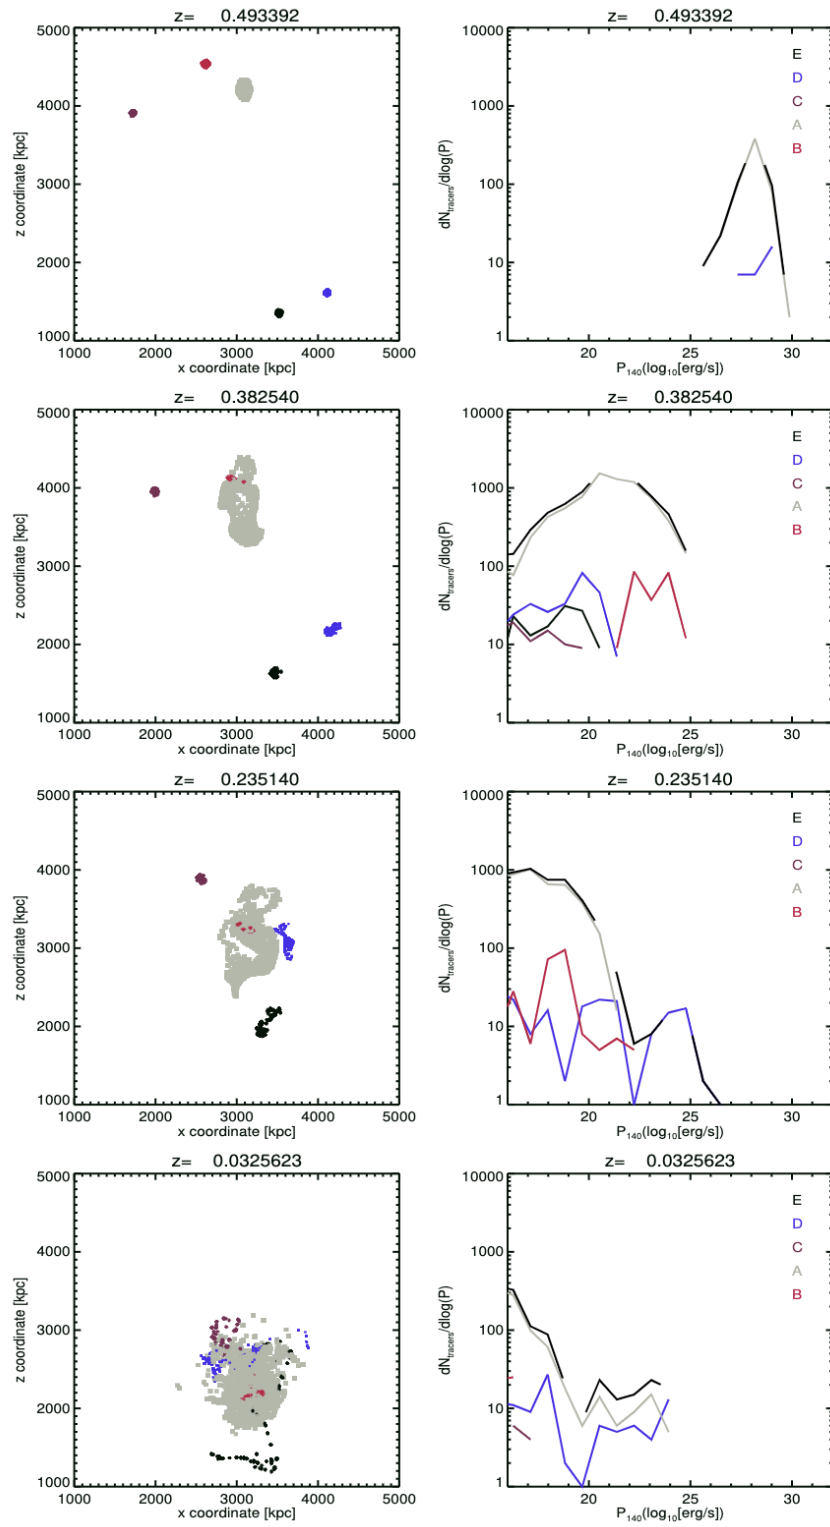 z= 0.493392
5000
4000
3000
2000
1000
z coordinate [kpc]
1000 2000 3000 4000 5000
x coordinate [kpc]
z= 0.493392
10000
1000
100
10
1
dN_tracers/dlog(P)
E
D
C
A
B
20 25 30
P_140(log_10[erg/s])
z= 0.382540
5000
4000
3000
2000
1000
z coordinate [kpc]
1000 2000 3000 4000 5000
x coordinate [kpc]
z= 0.382540
10000
1000
100
10
1
dN_tracers/dlog(P)
E
D
C
A
B
20 25 30
P_140(log_10[erg/s])
z= 0.235140
5000
4000
3000
2000
1000
z coordinate [kpc]
1000 2000 3000 4000 5000
x coordinate [kpc]
z= 0.235140
10000
1000
100
10
1
dN_tracers/dlog(P)
E
D
C
A
B
20 25 30
P_140(log_10[erg/s])
z= 0.0325623
5000
4000
3000
2000
1000
z coordinate [kpc]
1000 2000 3000 4000 5000
x coordinate [kpc]
z= 0.0325623
10000
1000
100
10
1
dN_tracers/dlog(P)
E
D
C
A
B
20 25 30
P_140(log_10[erg/s])